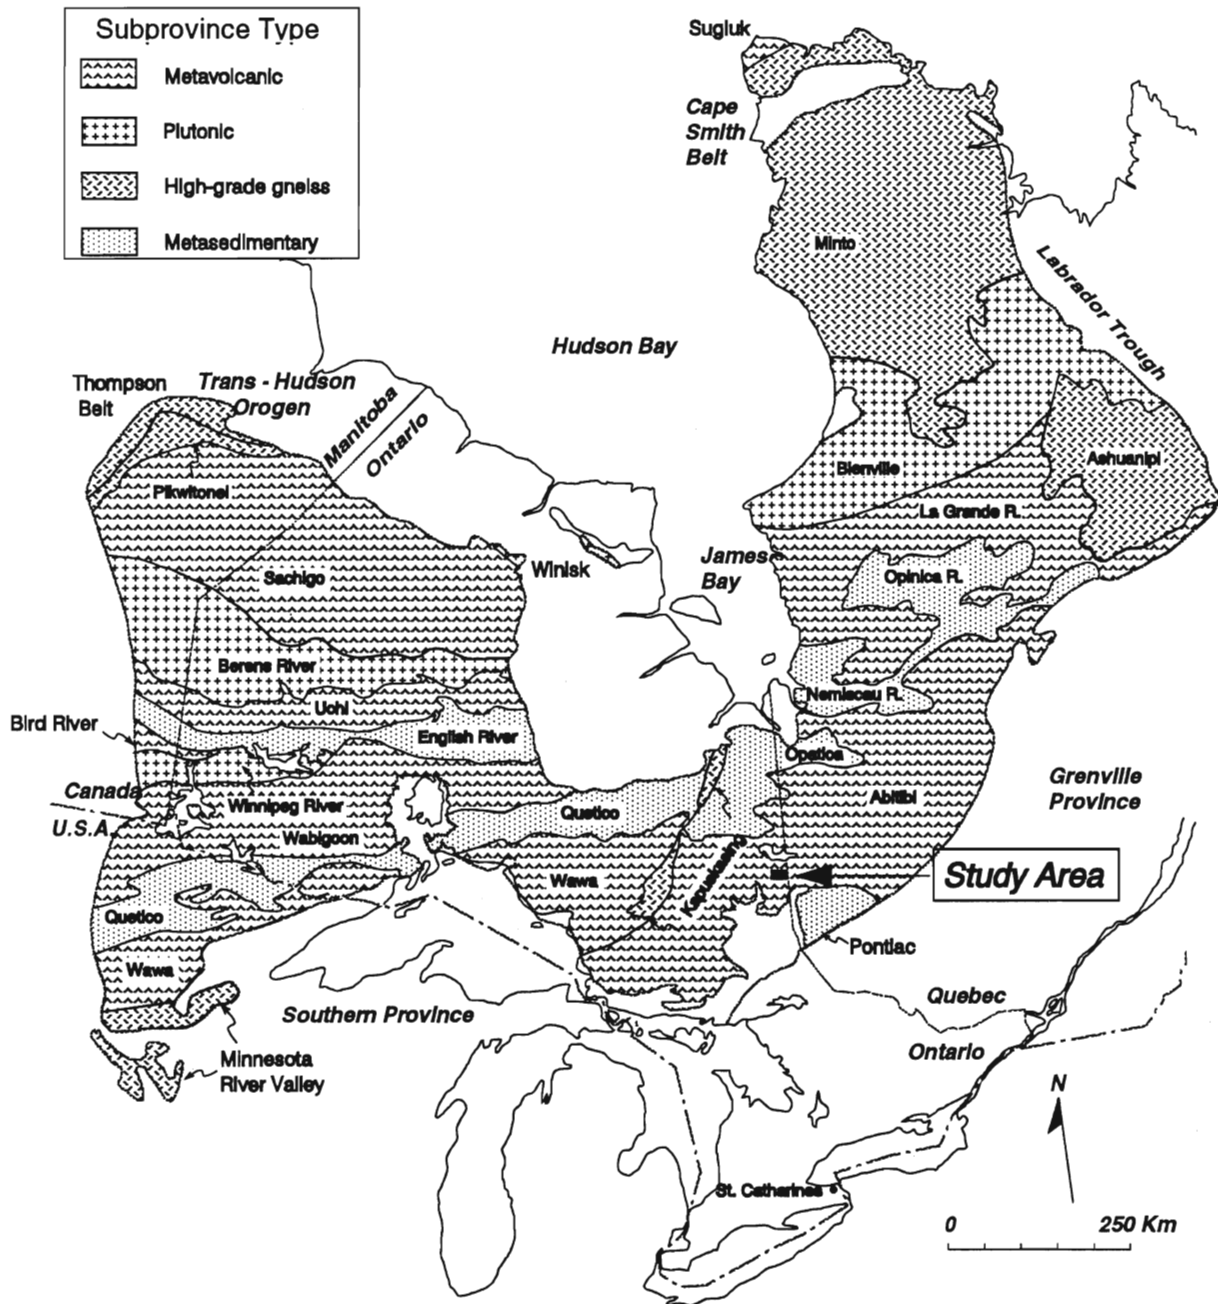 Subprovince Type
Metavolcanic
Plutonic
High-grade gneiss
Metasedimentary
Sugluk
Cape
Smith
Belt
Minto
Labrador Trough
Hudson Bay
Thompson
Belt
Trans - Hudson
Orogen
Manitoba
Ontario
Pikwitonei
Bienville
Ashuanipi
La Grande R.
James
Bay
Winisk
Opinica R.
Sachigo
Berens River
Nemiscau R.
Uchi
Bird River
English River
Opatica
Canada
U.S.A.
Winnipeg River
Wabigoon
Quetico
Abitibi
Grenville
Province
Kapuskasing
Wawa
Study Area
Quetico
Pontiac
Wawa
Southern Province
Quebec
Ontario
Minnesota
River Valley
N
St. Catharines
0 250 Km